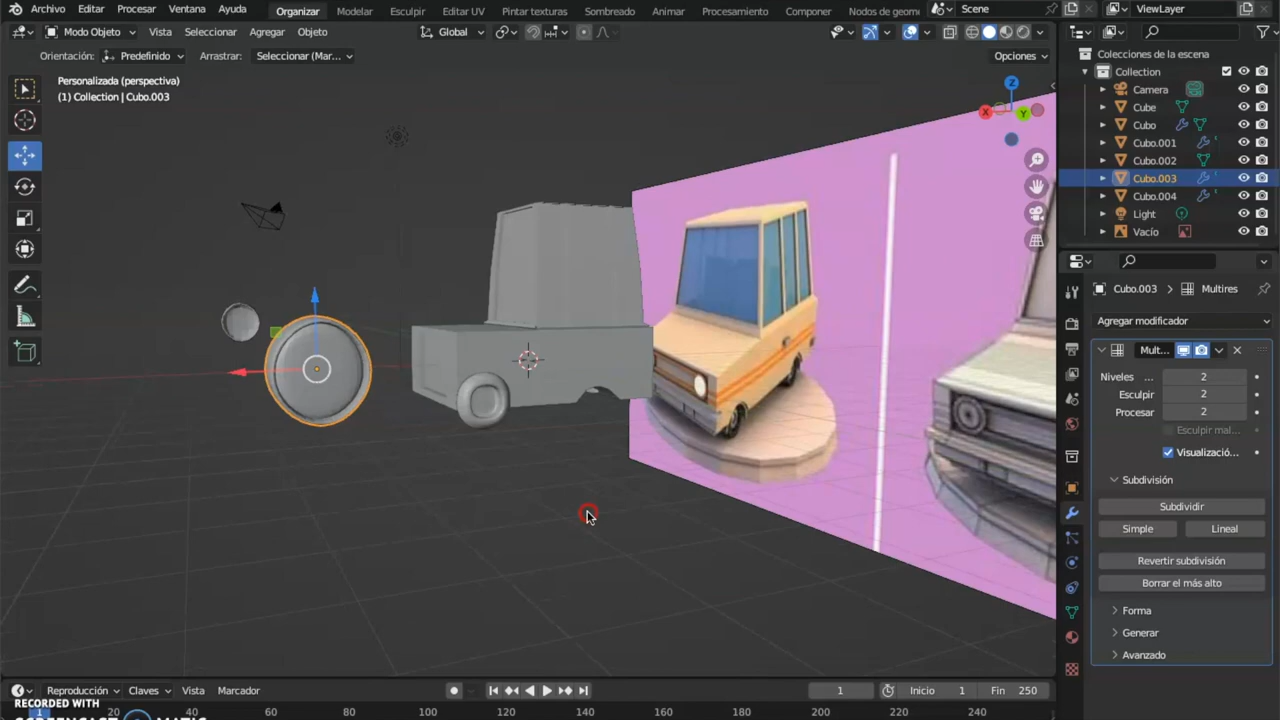 Archivo Editar Procesar Ventana Ayuda Organizar Modelar Esculpir Editar UV Editar texturas Sombreado Animar Procesamiento Componer Nodos de geome Scene ViewLayer
Modo Objeto Vista Seleccionar Agregar Objeto Global
Orientación: Predefinido Arrastrar: Seleccionar (Mar... Opciones
Personalizada (perspectiva)
(1) Collection | Cubo.003
Z
X
Y
Colecciones de la escena
Collection
Camera
Cube
Cubo
Cubo.001
Cubo.002
Cubo.003
Cubo.004
Light
Vacío
Cubo.003 Multires
Agregar modificador
Mult...
Niveles ... 2
Esculpir 2
Procesar 2
Esculpir mal...
Visualizació...
Subdivisión
Subdividir
Simple Lineal
Revertir subdivisión
Borrar el más alto
Forma
Generar
Avanzado
Reproducción Claves Vista Marcador 1 Inicio 1 Fin 250
1 20 40 60 80 100 120 140 160 180 200 220 240
RECORDED WITH